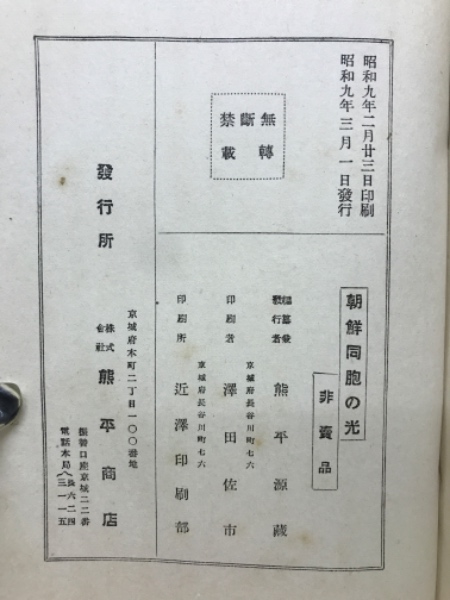 昭和九年二月廿三日印刷
昭和九年三月一日發行
無斷轉載禁
朝鮮同胞の光
非賣品
編纂兼發行者 熊平源藏
京城府長谷川町七六
印刷者 澤田佐市
京城府長谷川町七六
印刷所 近澤印刷部
京城府本町二丁目一〇〇番地
發行所 株式會社 熊平商店
振替口座京城二二番
電話本局